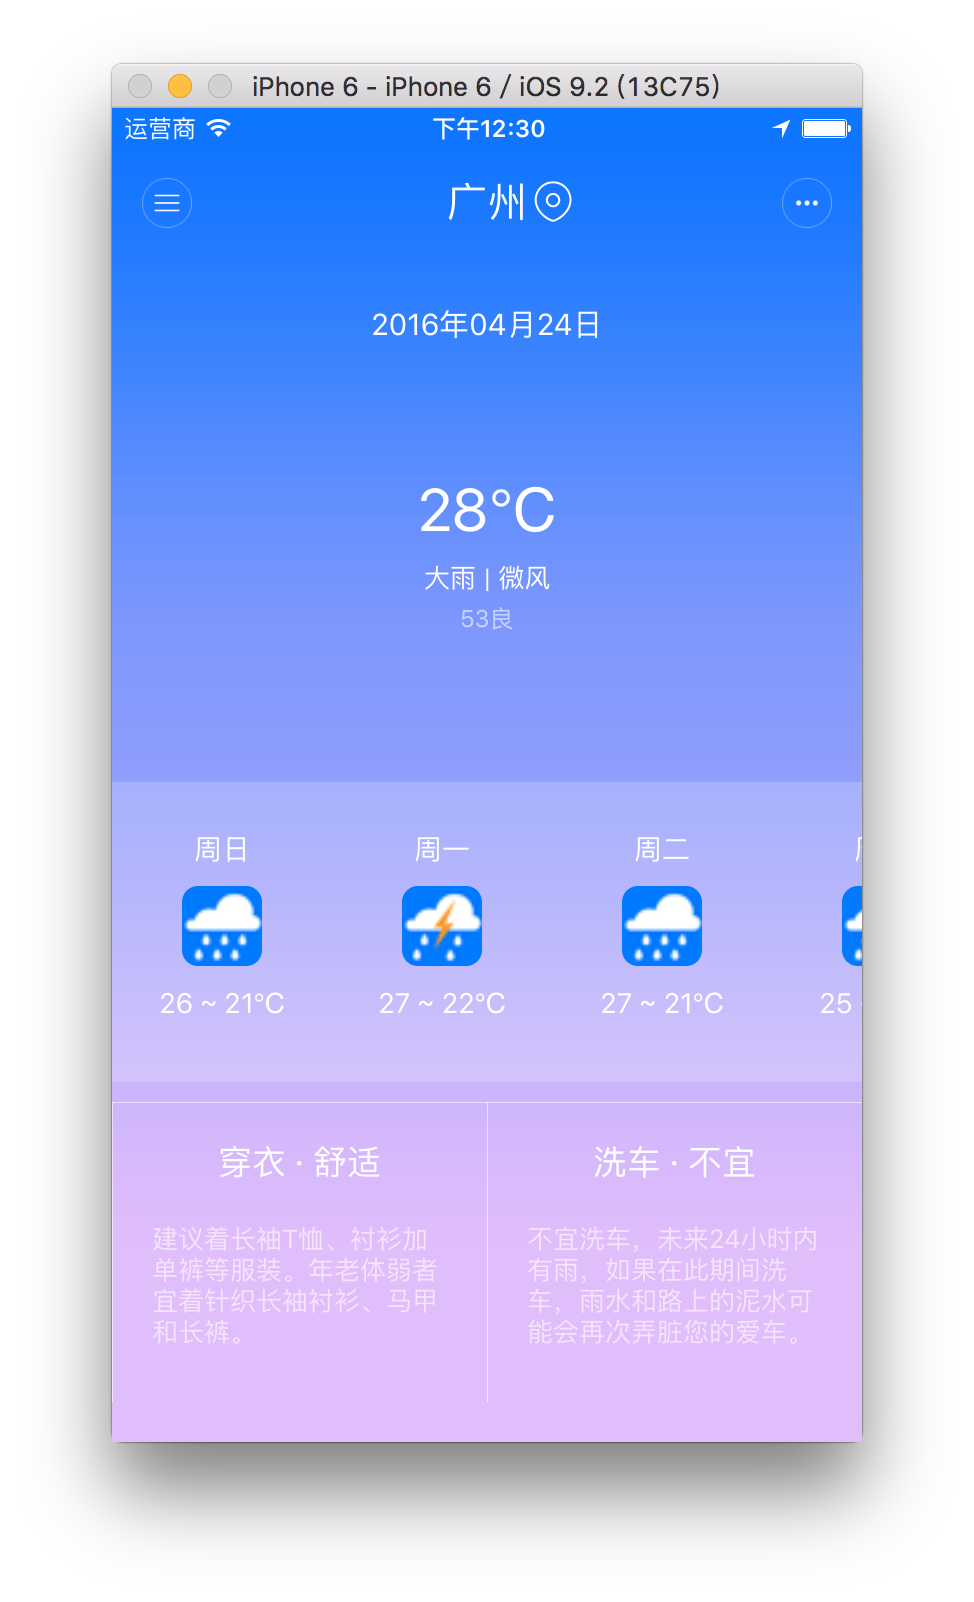 iPhone 6 - iPhone 6 / iOS 9.2 (13C75)
运营商 下午12:30
广州
2016年04月24日
28°C
大雨 | 微风
53良
周日 周一 周二
26 ~ 21°C 27 ~ 22°C 27 ~ 21°C 25
穿衣 · 舒适
建议着长袖T恤、衬衫加
单裤等服装。年老体弱者
宜着针织长袖衬衫、马甲
和长裤。
洗车 · 不宜
不宜洗车，未来24小时内
有雨，如果在此期间洗
车，雨水和路上的泥水可
能会再次弄脏您的爱车。